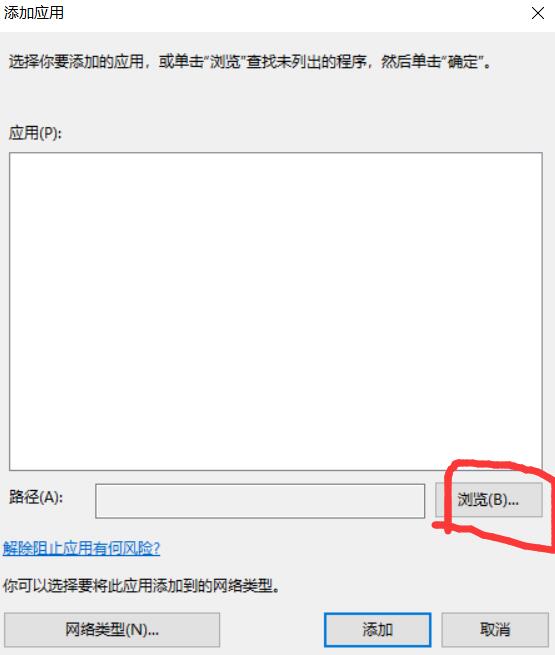 添加应用
选择你要添加的应用，或单击“浏览”查找未列出的程序，然后单击“确定”。
应用(P):
路径(A):
浏览(B)...
解除阻止应用有何风险?
你可以选择要将此应用添加到的网络类型。
网络类型(N)...
添加
取消